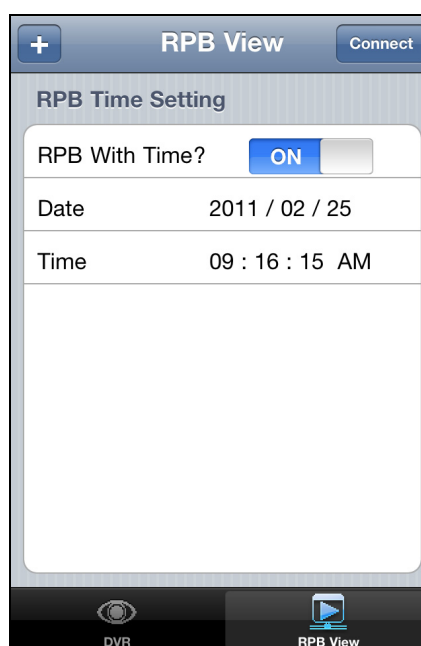 + RPB View Connect
RPB Time Setting
RPB With Time? ON
Date 2011 / 02 / 25
Time 09 : 16 : 15 AM
DVR RPB View